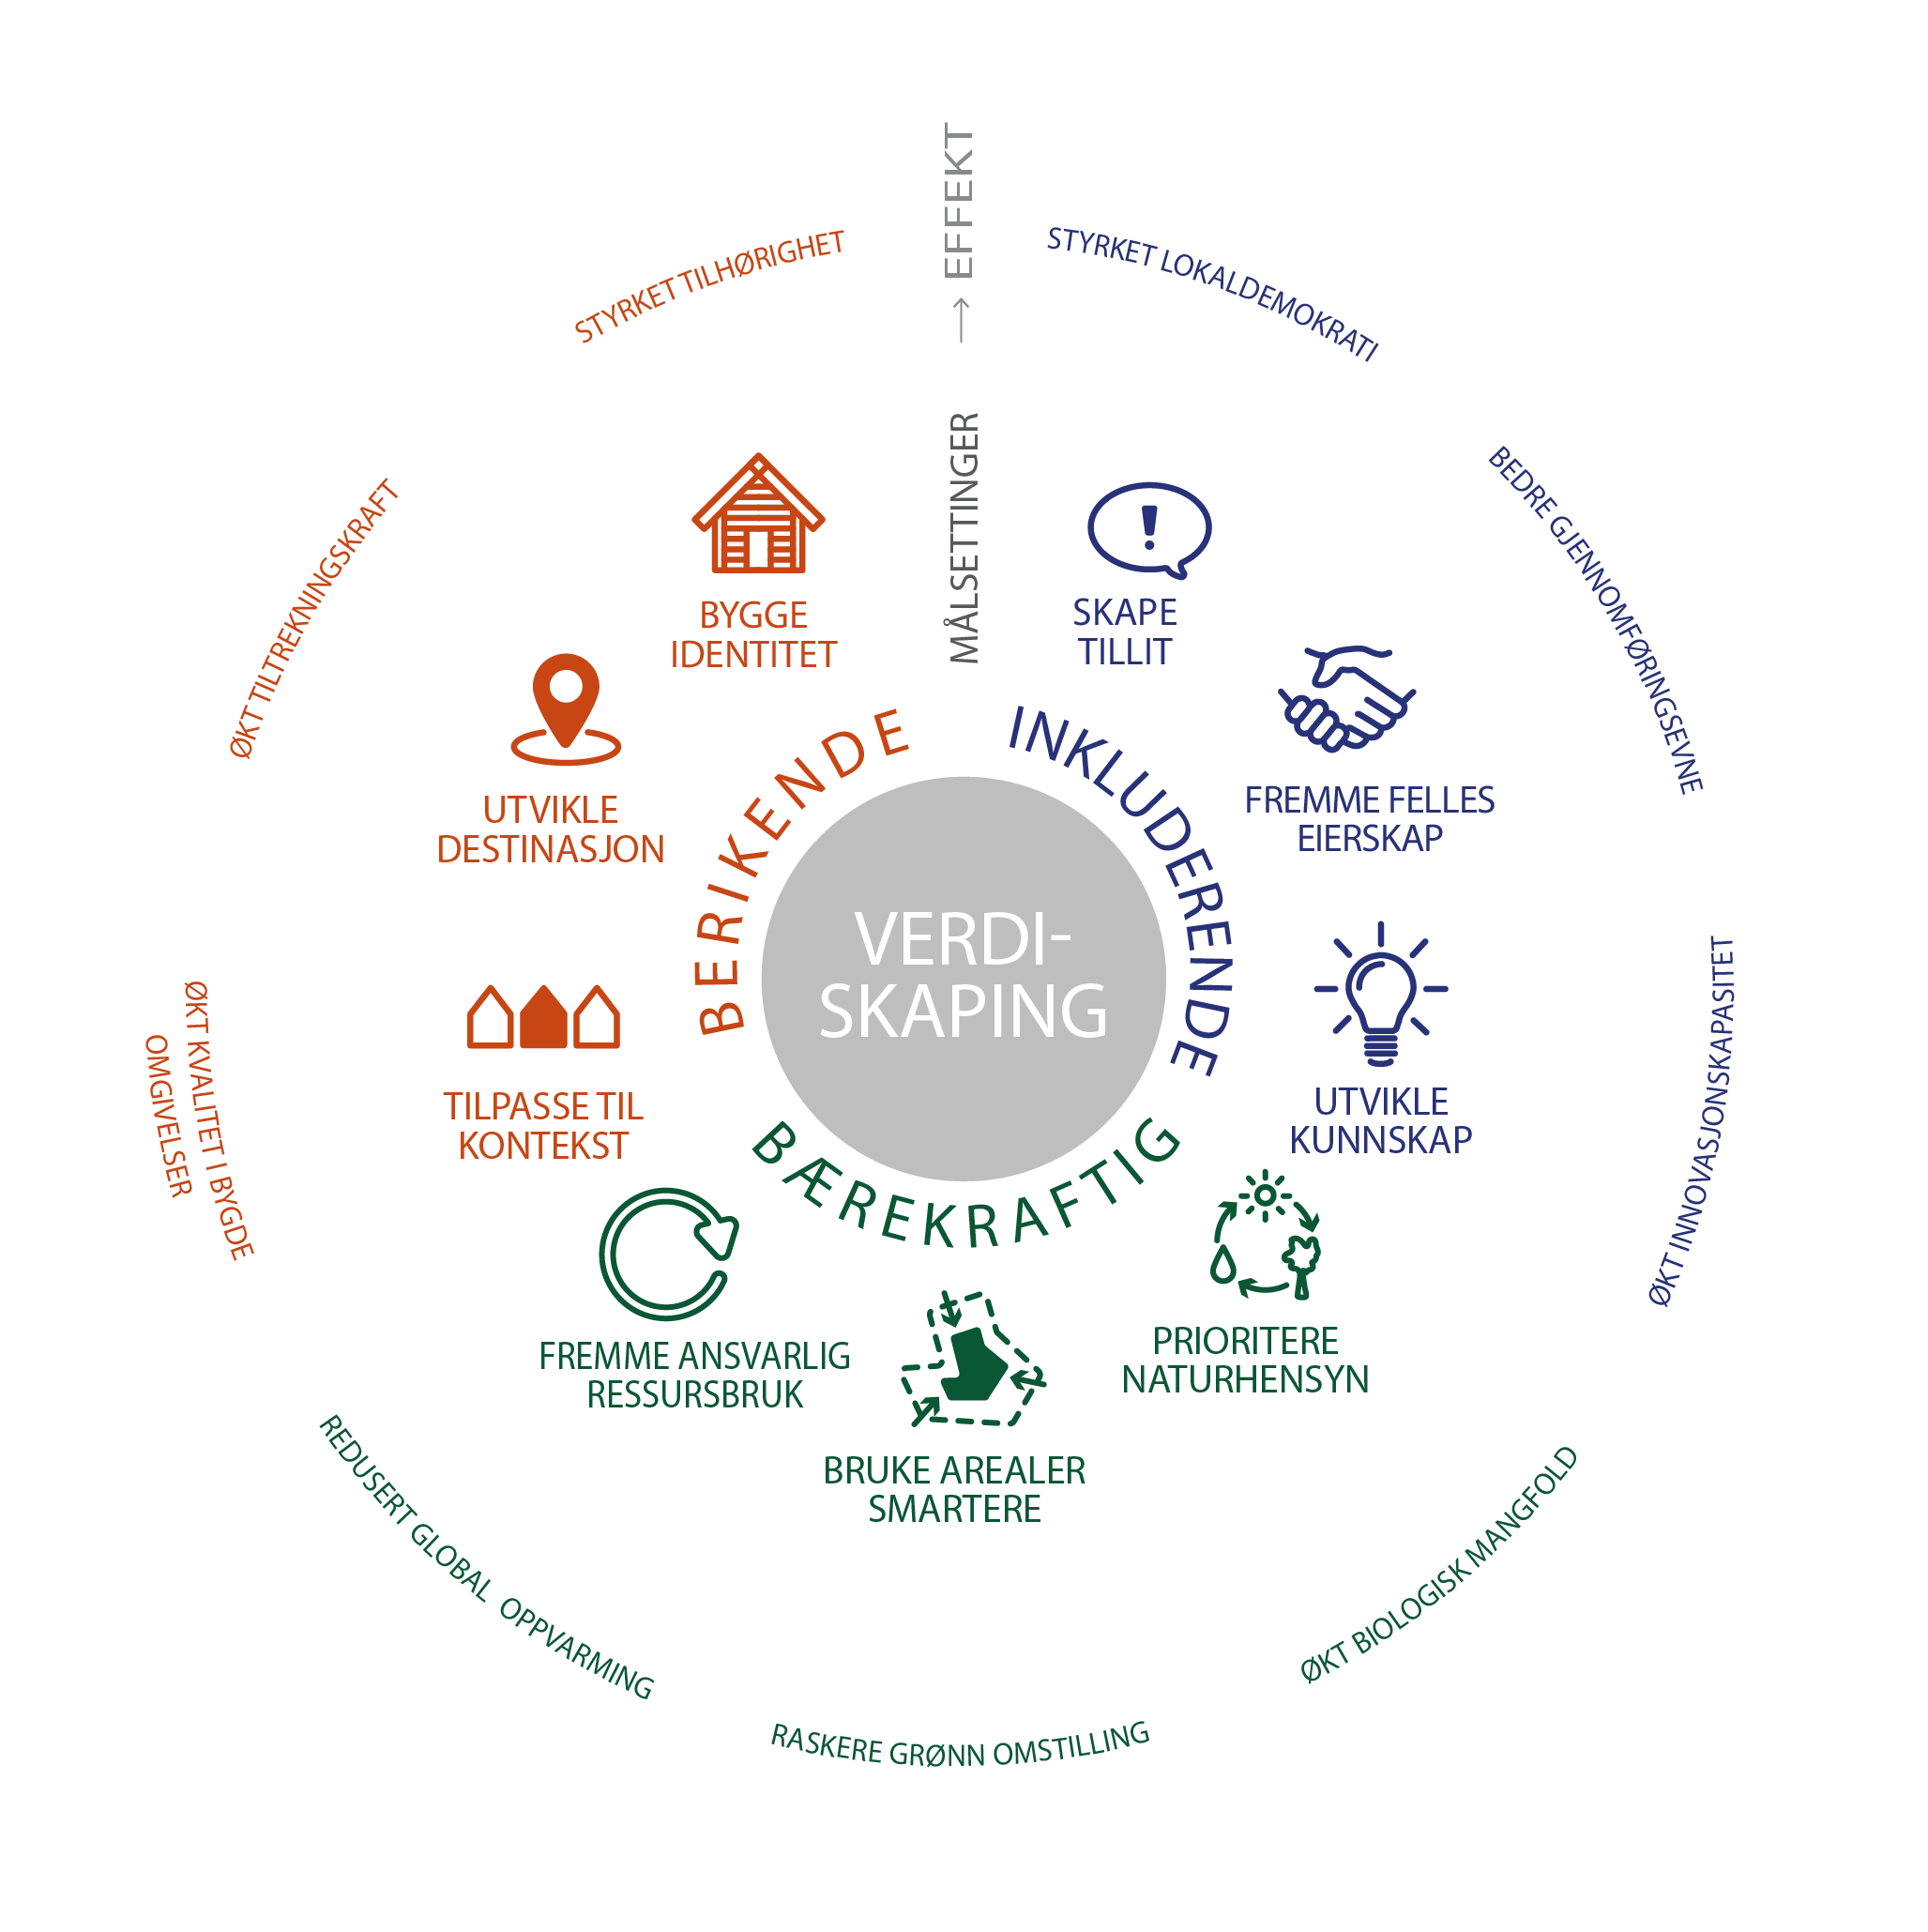 EFFEKT
MÅLSETTINGER
VERDI-
SKAPING
INKLUDERENDE
SKAPE
TILLIT
STYRKET LOKALDEMOKRATI
FREMME FELLES
EIERSKAP
BEDRE GJENNOMFØRINGSEVNE
UTVIKLE
KUNNSKAP
ØKT INNOVASJONSKAPASITET
BÆREKRAFTIG
PRIORITERE
NATURHENSYN
ØKT BIOLOGISK MANGFOLD
BRUKE AREALER
SMARTERE
RASKERE GRØNN OMSTILLING
FREMME ANSVARLIG
RESSURSBRUK
REDUSERT GLOBAL OPPVARMING
BERIKENDE
TILPASSE TIL
KONTEKST
ØKT KVALITET I BYGDE
OMGIVELSER
UTVIKLE
DESTINASJON
ØKT TILTREKNINGSKRAFT
BYGGE
IDENTITET
STYRKET TILHØRIGHET